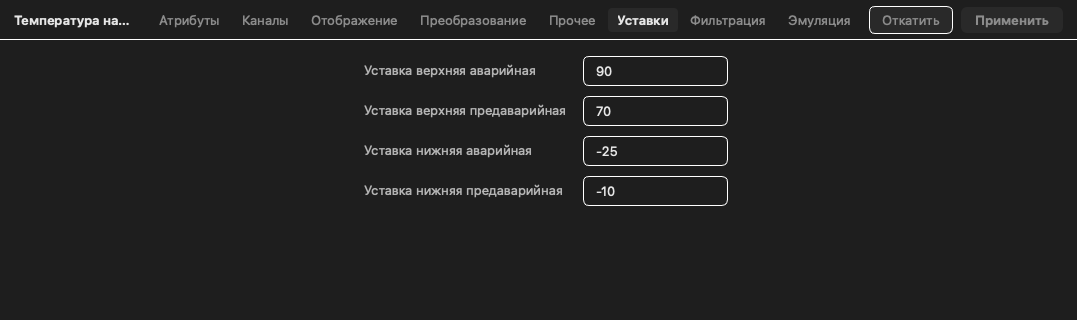 Температура на... Атрибуты Каналы Отображение Преобразование Прочее Уставки Фильтрация Эмуляция Откатить Применить
Уставка верхняя аварийная 90
Уставка верхняя предаварийная 70
Уставка нижняя аварийная -25
Уставка нижняя предаварийная -10